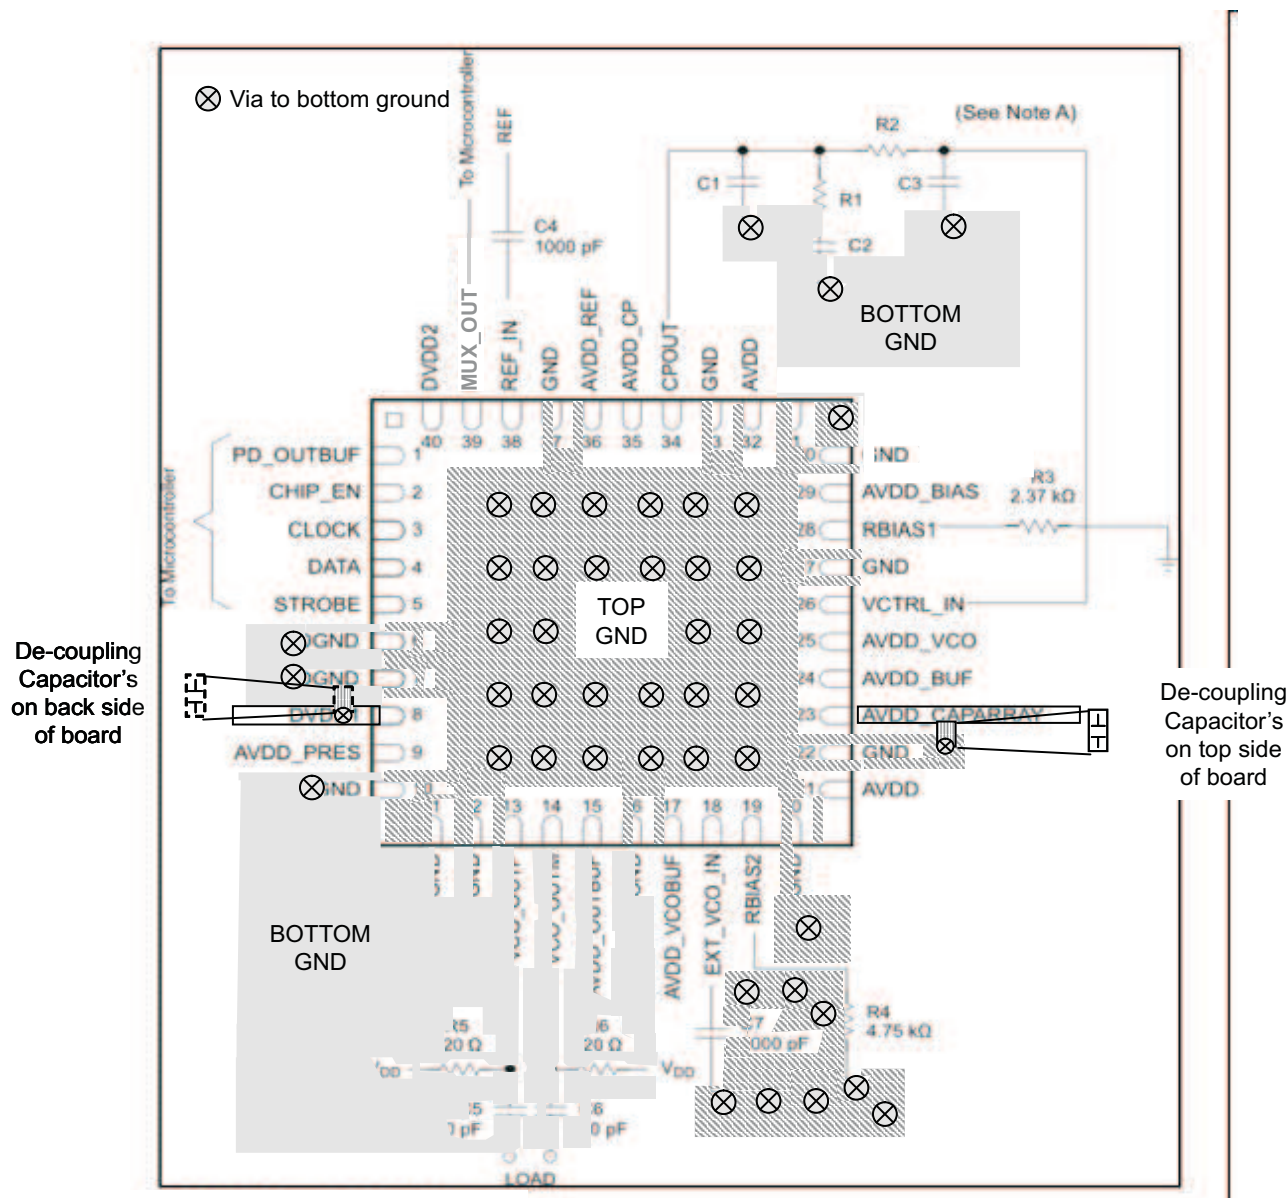 Via to bottom ground
To Microcontroller
REF
C4
1000 pF
(See Note A)
R2
C1
R1
C3
C2
BOTTOM
GND
DVDD2
MUX_OUT
REF_IN
GND
AVDD_REF
AVDD_CP
CPOUT
GND
AVDD
40
39
38
36
35
34
32
To Microcontroller
PD_OUTBUF
1
CHIP_EN
2
CLOCK
3
DATA
4
STROBE
5
8
AVDD_PRES
9
GND
29
AVDD_BIAS
28
RBIAS1
GND
26
VCTRL_IN
25
AVDD_VCO
24
AVDD_BUF
23
AVDD_CAPARRAY
22
GND
AVDD
R3
2.37 kΩ
TOP
GND
De-coupling
Capacitor's
on back side
of board
De-coupling
Capacitor's
on top side
of board
13
14
15
17
18
19
AVDD_VCOBUF
EXT_VCO_IN
RBIAS2
BOTTOM
GND
R4
4.75 kΩ
VDD
LOAD